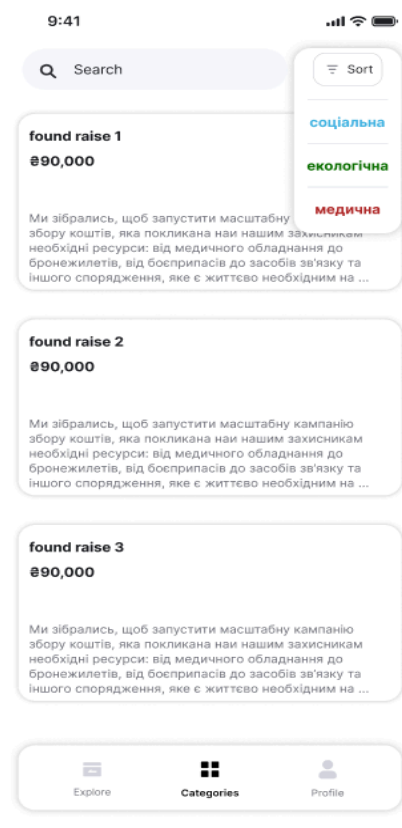 9:41
Search
Sort
соціальна
екологічна
медична
found raise 1
₴90,000
Ми зібрались, щоб запустити масштабну
збору коштів, яка покликана наи нашим захисникам
необхідні ресурси: від медичного обладнання до
бронежилетів, від боєприпасів до засобів зв'язку та
іншого спорядження, яке є життєво необхідним на ...
found raise 2
₴90,000
Ми зібрались, щоб запустити масштабну кампанію
збору коштів, яка покликана наи нашим захисникам
необхідні ресурси: від медичного обладнання до
бронежилетів, від боєприпасів до засобів зв'язку та
іншого спорядження, яке є життєво необхідним на ...
found raise 3
₴90,000
Ми зібрались, щоб запустити масштабну кампанію
збору коштів, яка покликана наи нашим захисникам
необхідні ресурси: від медичного обладнання до
бронежилетів, від боєприпасів до засобів зв'язку та
іншого спорядження, яке є життєво необхідним на ...
Explore
Categories
Profile